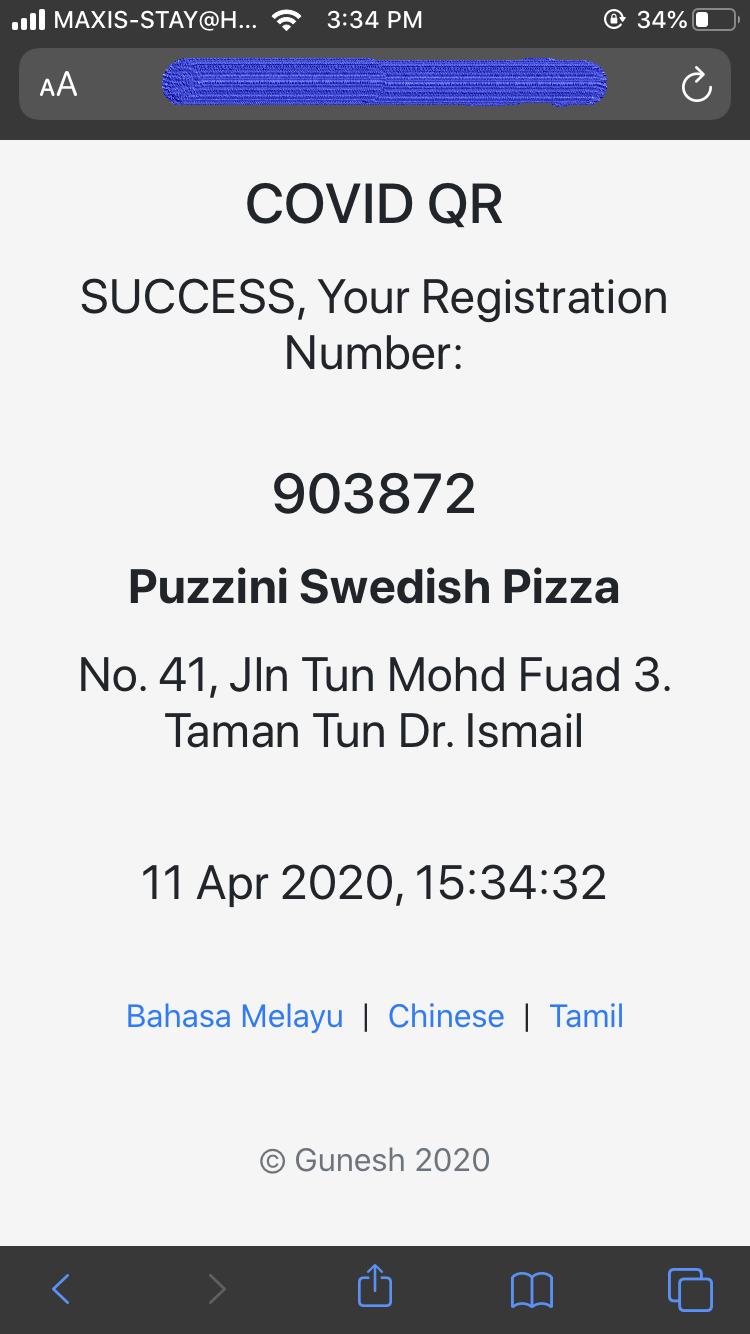 MAXIS-STAY@H... 3:34 PM 34%
AA
COVID QR
SUCCESS, Your Registration
Number:
903872
Puzzini Swedish Pizza
No. 41, Jln Tun Mohd Fuad 3.
Taman Tun Dr. Ismail
11 Apr 2020, 15:34:32
Bahasa Melayu | Chinese | Tamil
© Gunesh 2020